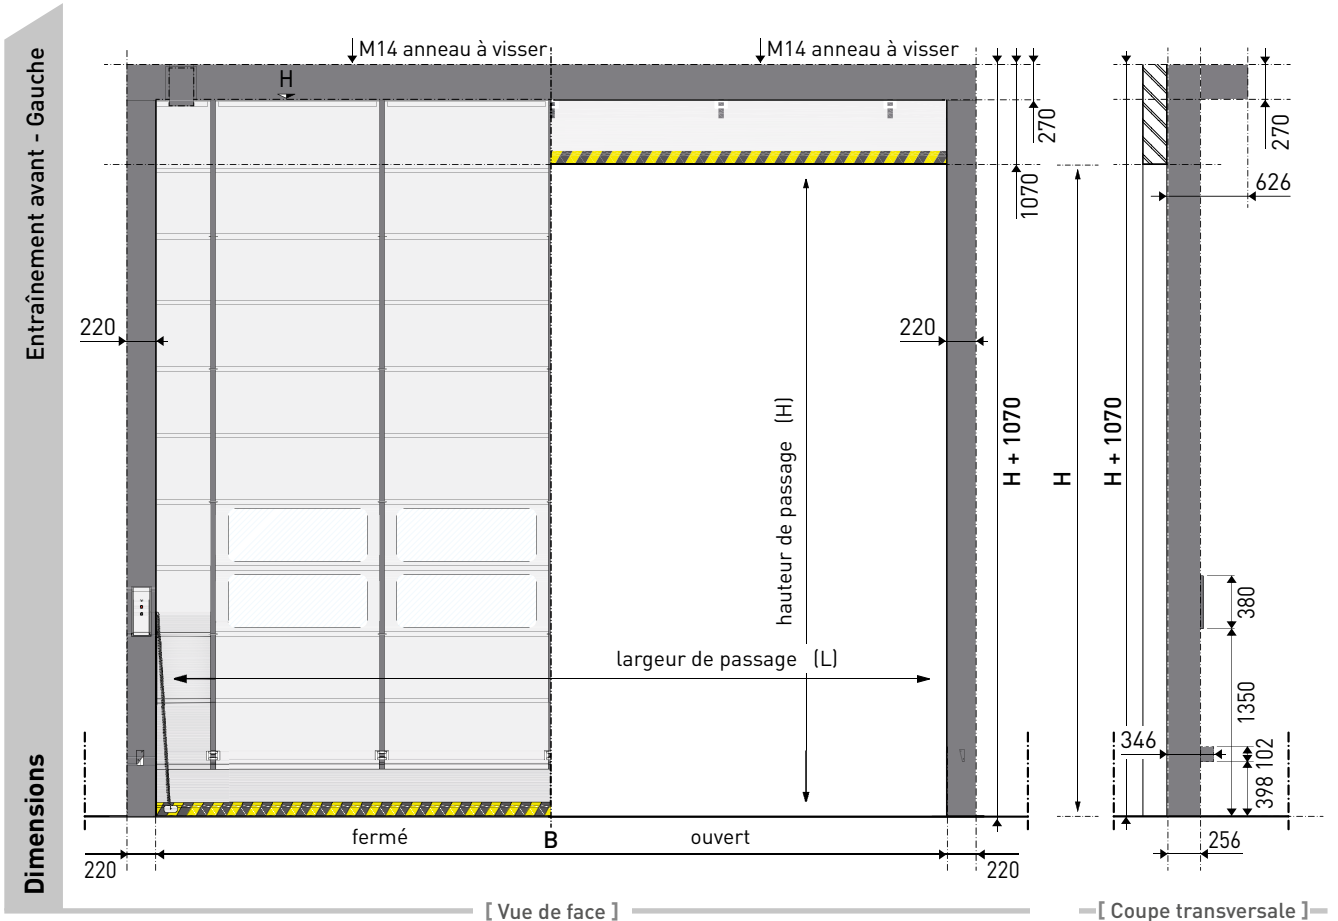 Entraînement avant - Gauche
Dimensions
M14 anneau à visser
M14 anneau à visser
H
270
1070
270
626
220
220
H + 1070
H
H + 1070
hauteur de passage (H)
largeur de passage (L)
380
1350
346
102
398
fermé
B
ouvert
256
220
220
[ Vue de face ]
[ Coupe transversale ]